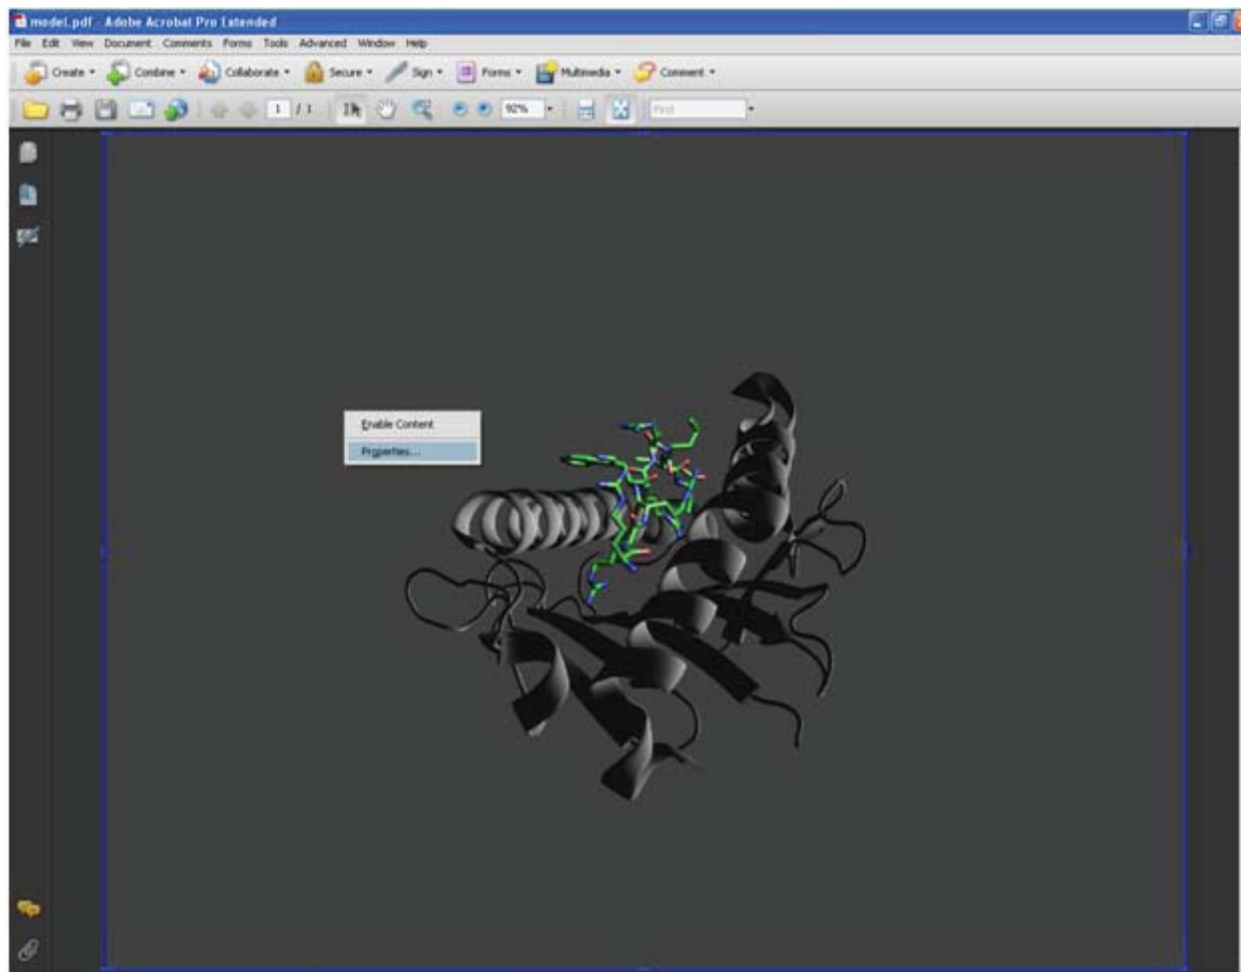 model.pdf - Adobe Acrobat Pro Extended
File Edit View Document Comments Forms Tools Advanced Window Help
Create Combine Collaborate Secure Sign Forms Multimedia Comment
1 / 1 92% Find
Enable Content
Properties...